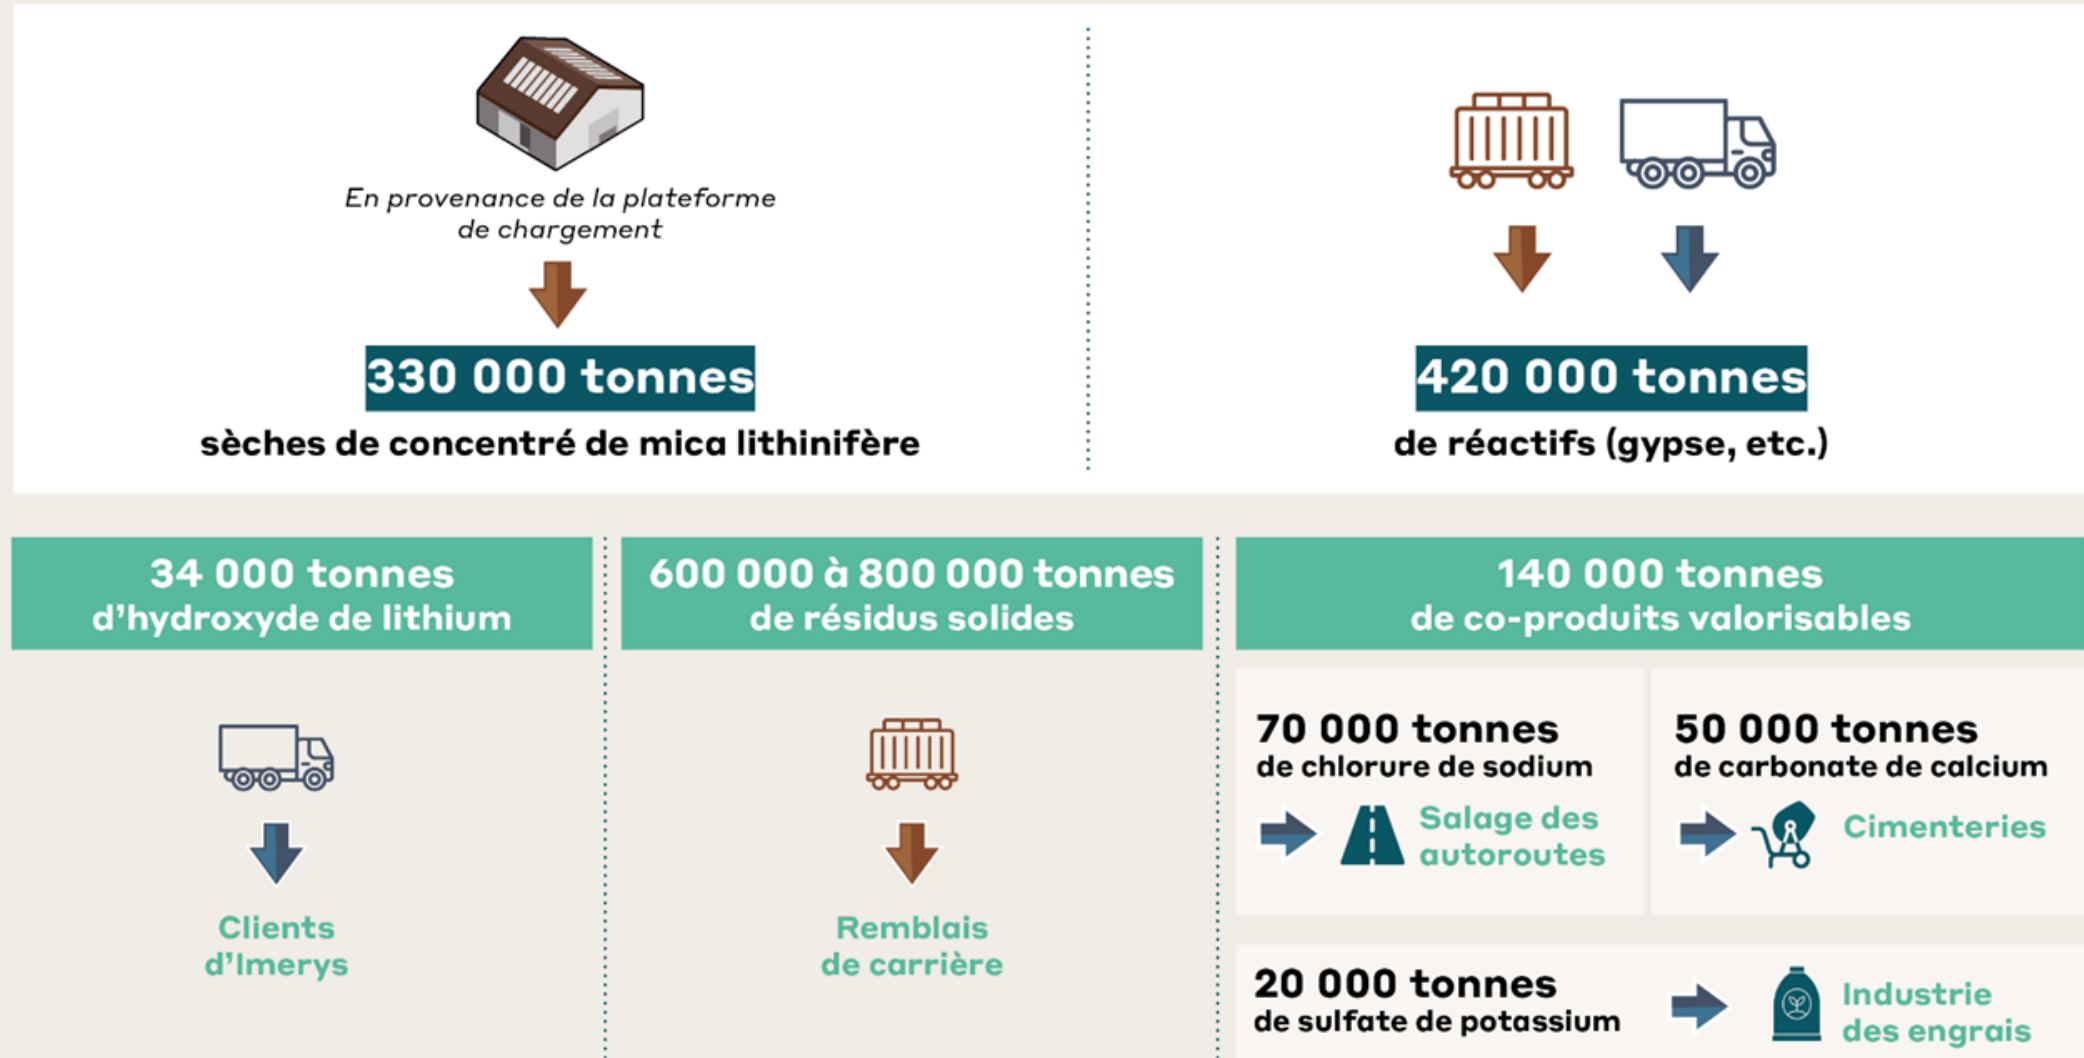 En provenance de la plateforme
de chargement
330 000 tonnes
sèches de concentré de mica lithinifère
420 000 tonnes
de réactifs (gypse, etc.)
34 000 tonnes
d'hydroxyde de lithium
Clients
d'Imerys
600 000 à 800 000 tonnes
de résidus solides
Remblais
de carrière
140 000 tonnes
de co-produits valorisables
70 000 tonnes
de chlorure de sodium
Salage des
autoroutes
50 000 tonnes
de carbonate de calcium
Cimenteries
20 000 tonnes
de sulfate de potassium
Industrie
des engrais